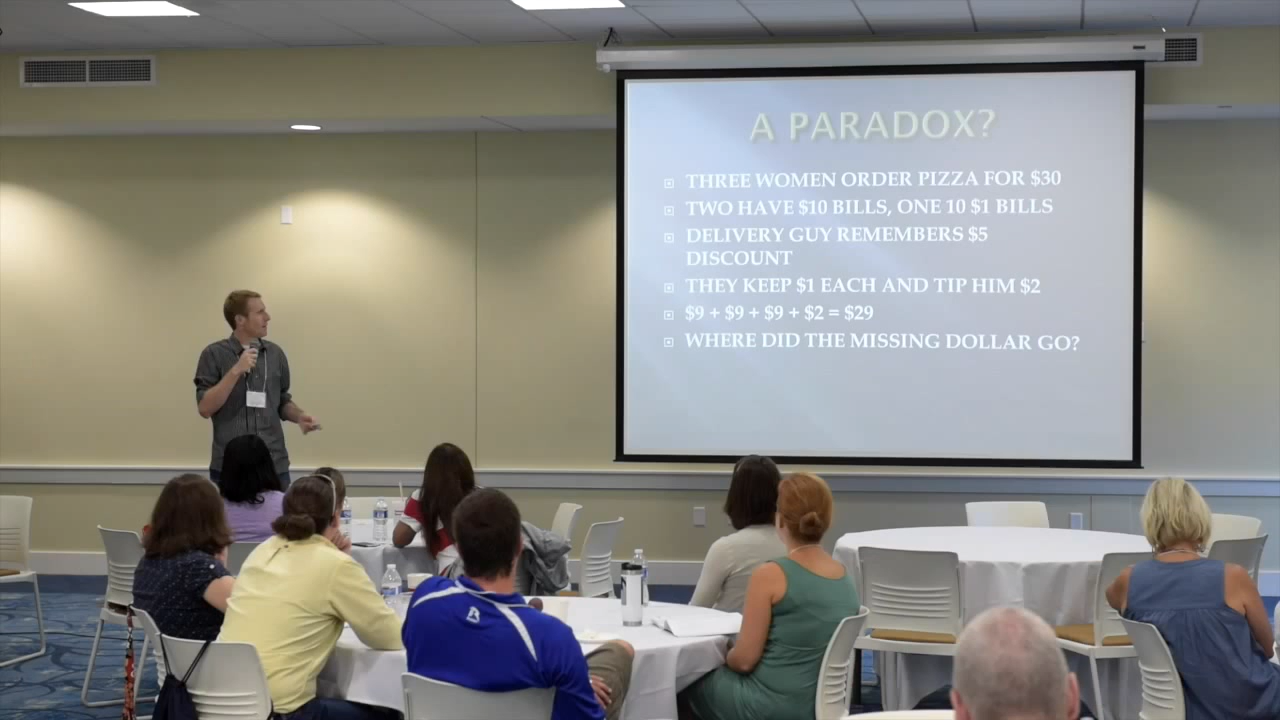 A PARADOX?
THREE WOMEN ORDER PIZZA FOR $30
TWO HAVE $10 BILLS, ONE 10 $1 BILLS
DELIVERY GUY REMEMBERS $5
DISCOUNT
THEY KEEP $1 EACH AND TIP HIM $2
$9 + $9 + $9 + $2 = $29
WHERE DID THE MISSING DOLLAR GO?